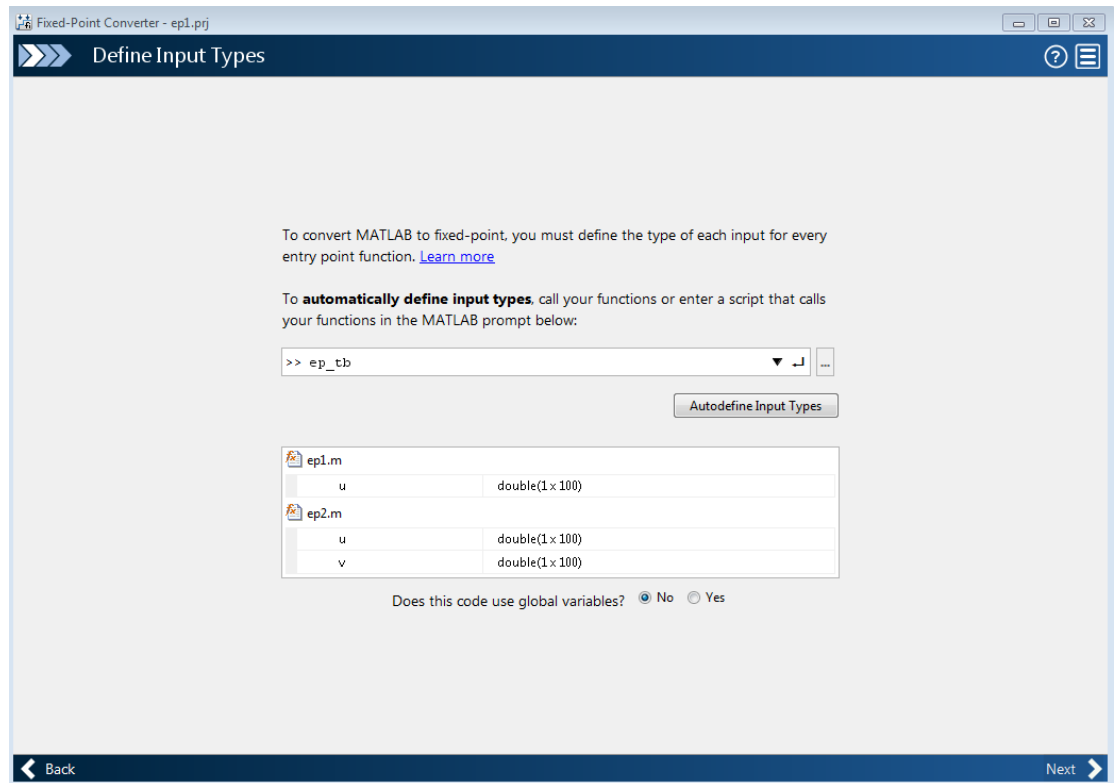 Fixed-Point Converter - ep1.prj
Define Input Types
To convert MATLAB to fixed-point, you must define the type of each input for every
entry point function. Learn more
To automatically define input types, call your functions or enter a script that calls
your functions in the MATLAB prompt below:
>> ep_tb
...
Autodefine Input Types
ep1.m
u double(1 x 100)
ep2.m
u double(1 x 100)
v double(1 x 100)
Does this code use global variables? No Yes
Back Next